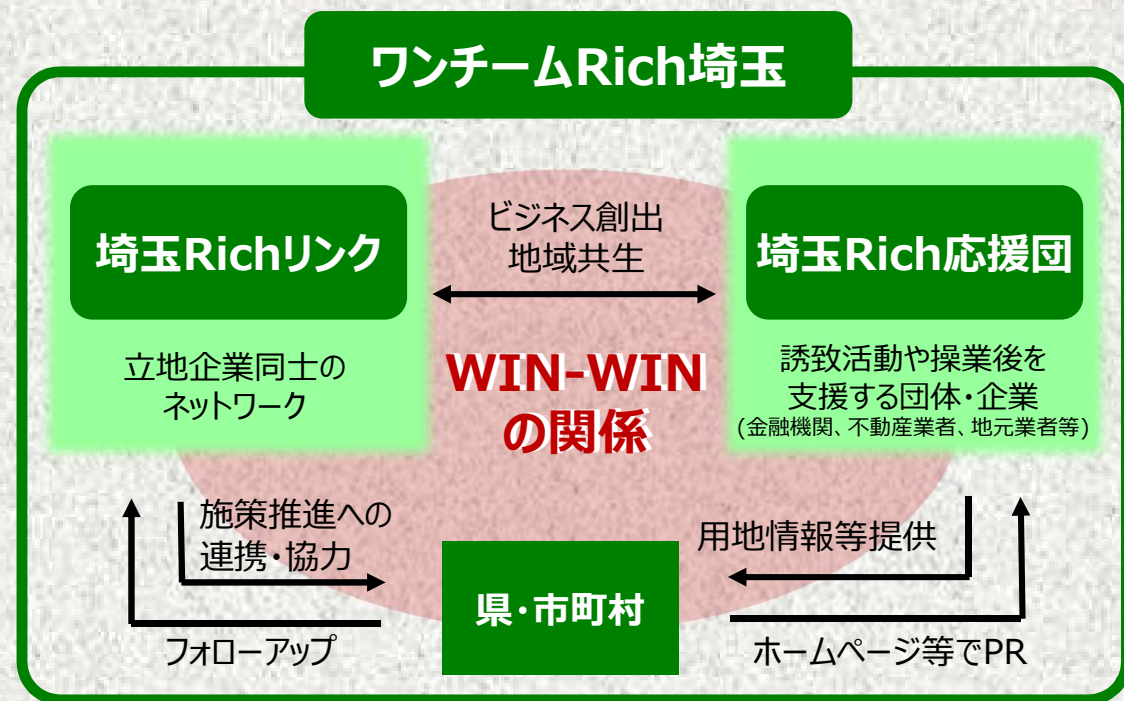 ワンチームRich埼玉
埼玉Richリンク
立地企業同士の
ネットワーク
ビジネス創出
地域共生
WIN-WIN
の関係
埼玉Rich応援団
誘致活動や操業後を
支援する団体・企業
(金融機関、不動産業者、地元業者等)
施策推進への
連携・協力
フォローアップ
県・市町村
用地情報等提供
ホームページ等でPR